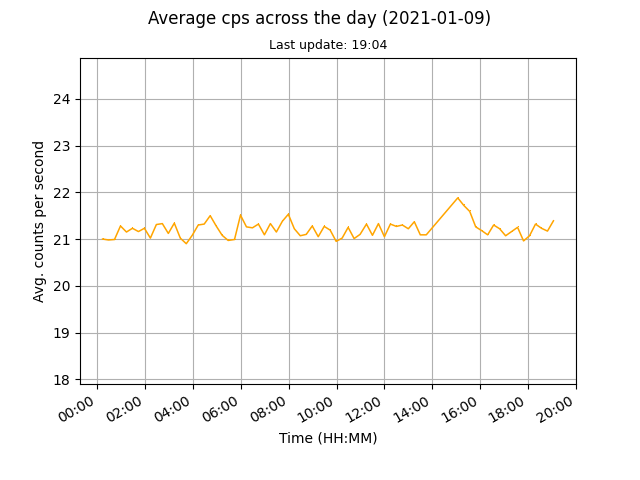 Average cps across the day (2021-01-09)
Last update: 19:04
Avg. counts per second
24
23
22
21
20
19
18
00:00 02:00 04:00 06:00 08:00 10:00 12:00 14:00 16:00 18:00 20:00
Time (HH:MM)